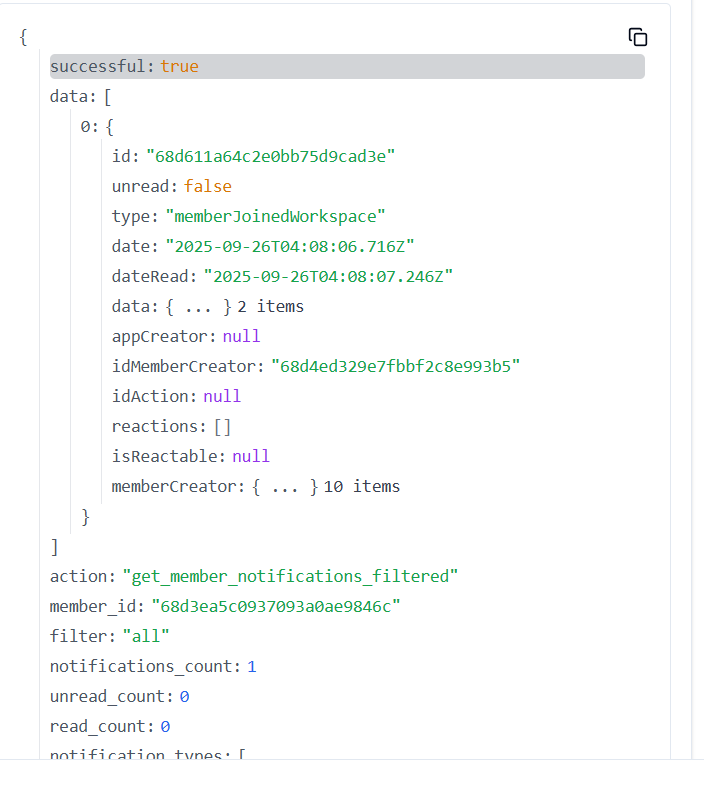 {
successful: true
data: [
0: {
id: "68d611a64c2e0bb75d9cad3e"
unread: false
type: "memberJoinedWorkspace"
date: "2025-09-26T04:08:06.716Z"
dateRead: "2025-09-26T04:08:07.246Z"
data: { ... } 2 items
appCreator: null
idMemberCreator: "68d4ed329e7fbbf2c8e993b5"
idAction: null
reactions: []
isReactable: null
memberCreator: { ... } 10 items
}
]
action: "get_member_notifications_filtered"
member_id: "68d3ea5c0937093a0ae9846c"
filter: "all"
notifications_count: 1
unread_count: 0
read_count: 0
notification_types: [